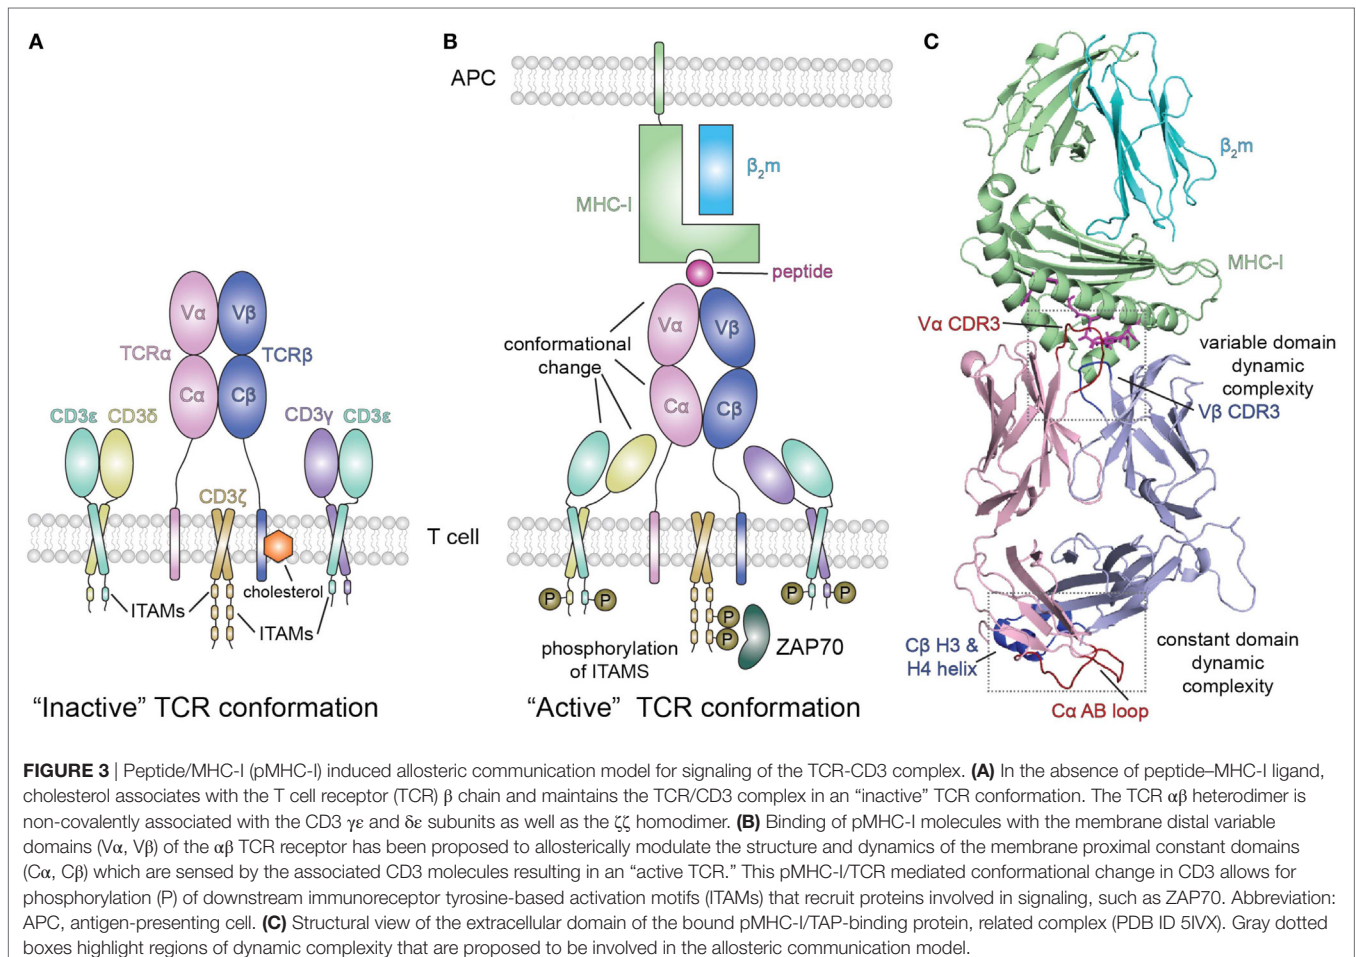 A
Vα
Vβ
TCRα
TCRβ
Cα
Cβ
CD3ε
CD3δ
CD3γ
CD3ε
CD3ζ
cholesterol
ITAMs
ITAMs
"Inactive" TCR conformation
T cell
B
APC
β₂m
MHC-I
peptide
Vα
Vβ
conformational
change
Cα
Cβ
P
P
P
P
P
P
phosphorylation
of ITAMS
ZAP70
"Active" TCR conformation
C
β₂m
MHC-I
Vα CDR3
variable domain
dynamic
complexity
Vβ CDR3
Cβ H3 &
H4 helix
constant domain
dynamic
complexity
Cα AB loop
FIGURE 3 | Peptide/MHC-I (pMHC-I) induced allosteric communication model for signaling of the TCR-CD3 complex. (A) In the absence of peptide–MHC-I ligand,
cholesterol associates with the T cell receptor (TCR) β chain and maintains the TCR/CD3 complex in an "inactive" TCR conformation. The TCR αβ heterodimer is
non-covalently associated with the CD3 γε and δε subunits as well as the ζζ homodimer. (B) Binding of pMHC-I molecules with the membrane distal variable
domains (Vα, Vβ) of the αβ TCR receptor has been proposed to allosterically modulate the structure and dynamics of the membrane proximal constant domains
(Cα, Cβ) which are sensed by the associated CD3 molecules resulting in an "active TCR." This pMHC-I/TCR mediated conformational change in CD3 allows for
phosphorylation (P) of downstream immunoreceptor tyrosine-based activation motifs (ITAMs) that recruit proteins involved in signaling, such as ZAP70. Abbreviation:
APC, antigen-presenting cell. (C) Structural view of the extracellular domain of the bound pMHC-I/TAP-binding protein, related complex (PDB ID 5IVX). Gray dotted
boxes highlight regions of dynamic complexity that are proposed to be involved in the allosteric communication model.